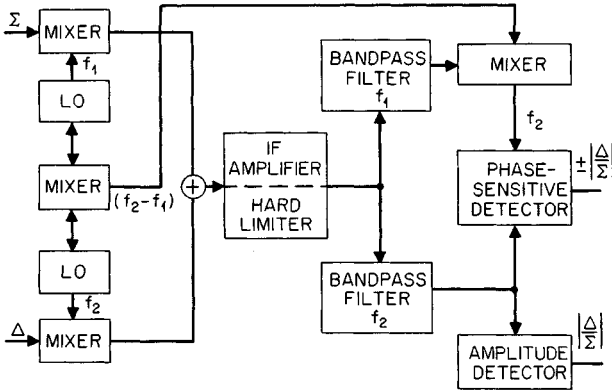 Σ
MIXER
f₁
LO
MIXER
(f₂-f₁)
LO
f₂
Δ
MIXER
+
IF
AMPLIFIER
HARD
LIMITER
BANDPASS
FILTER
f₁
BANDPASS
FILTER
f₂
MIXER
f₂
PHASE-
SENSITIVE
DETECTOR
±|Δ/Σ|
AMPLITUDE
DETECTOR
|Δ/Σ|